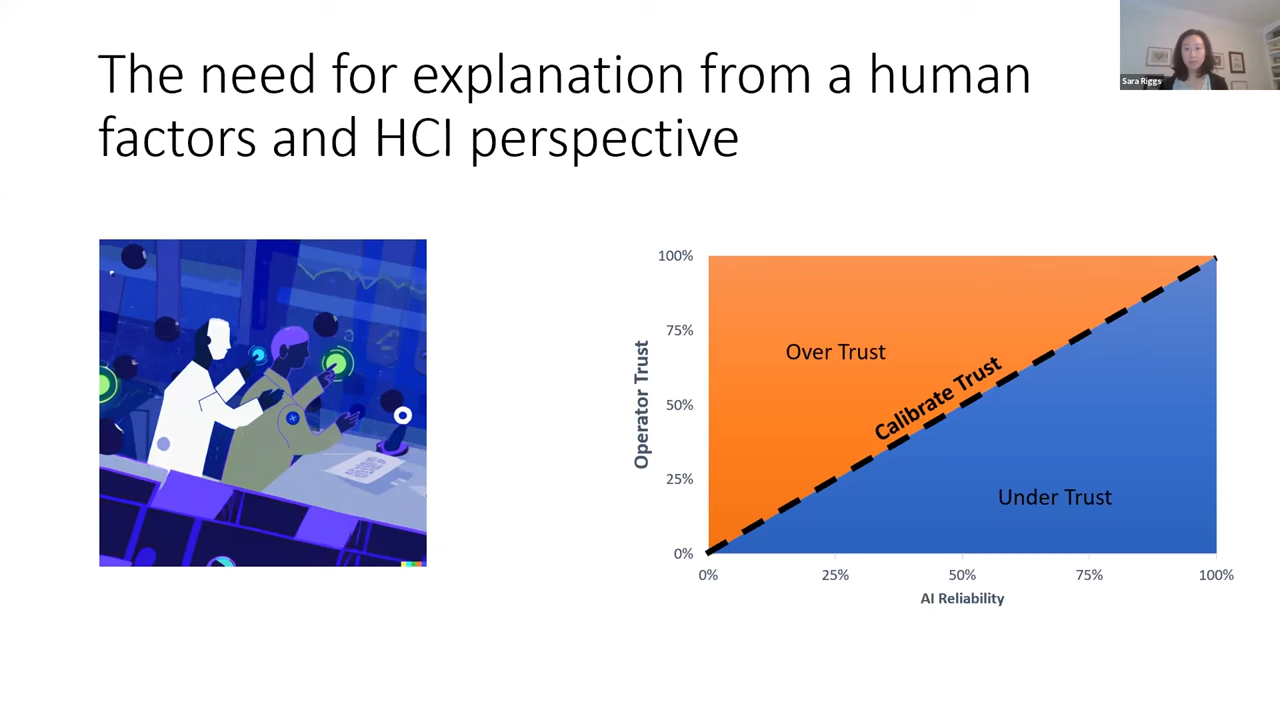 The need for explanation from a human
factors and HCI perspective
Sara Riggs
100%
75%
50%
25%
0%
Operator Trust
Over Trust
Calibrate Trust
Under Trust
0%
25%
50%
75%
100%
AI Reliability